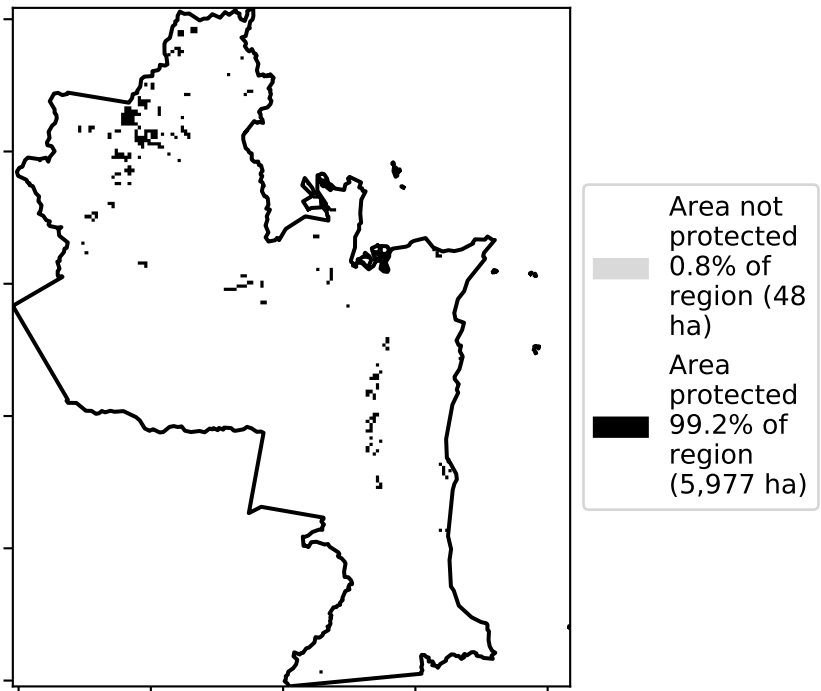 Area not
protected
0.8% of
region (48
ha)
Area
protected
99.2% of
region
(5,977 ha)